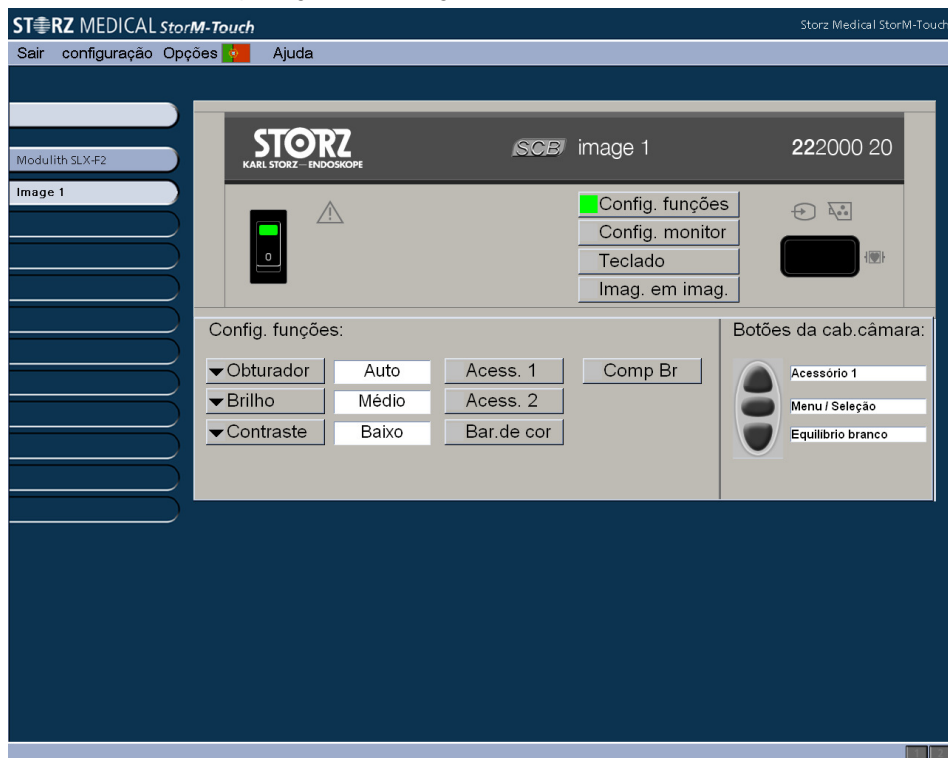 STORZ MEDICAL StorM-Touch
Storz Medical StorM-Touch
Sair configuração Opções Ajuda
Modulith SLX-F2
Image 1
STORZ
KARL STORZ—ENDOSKOPE
SCB image 1
222000 20
Config. funções
Config. monitor
Teclado
Imag. em imag.
0
Config. funções:
Obturador Auto Acess. 1 Comp Br
Brilho Médio Acess. 2
Contraste Baixo Bar.de cor
Botões da cab.câmara:
Acessório 1
Menu / Seleção
Equilíbrio branco